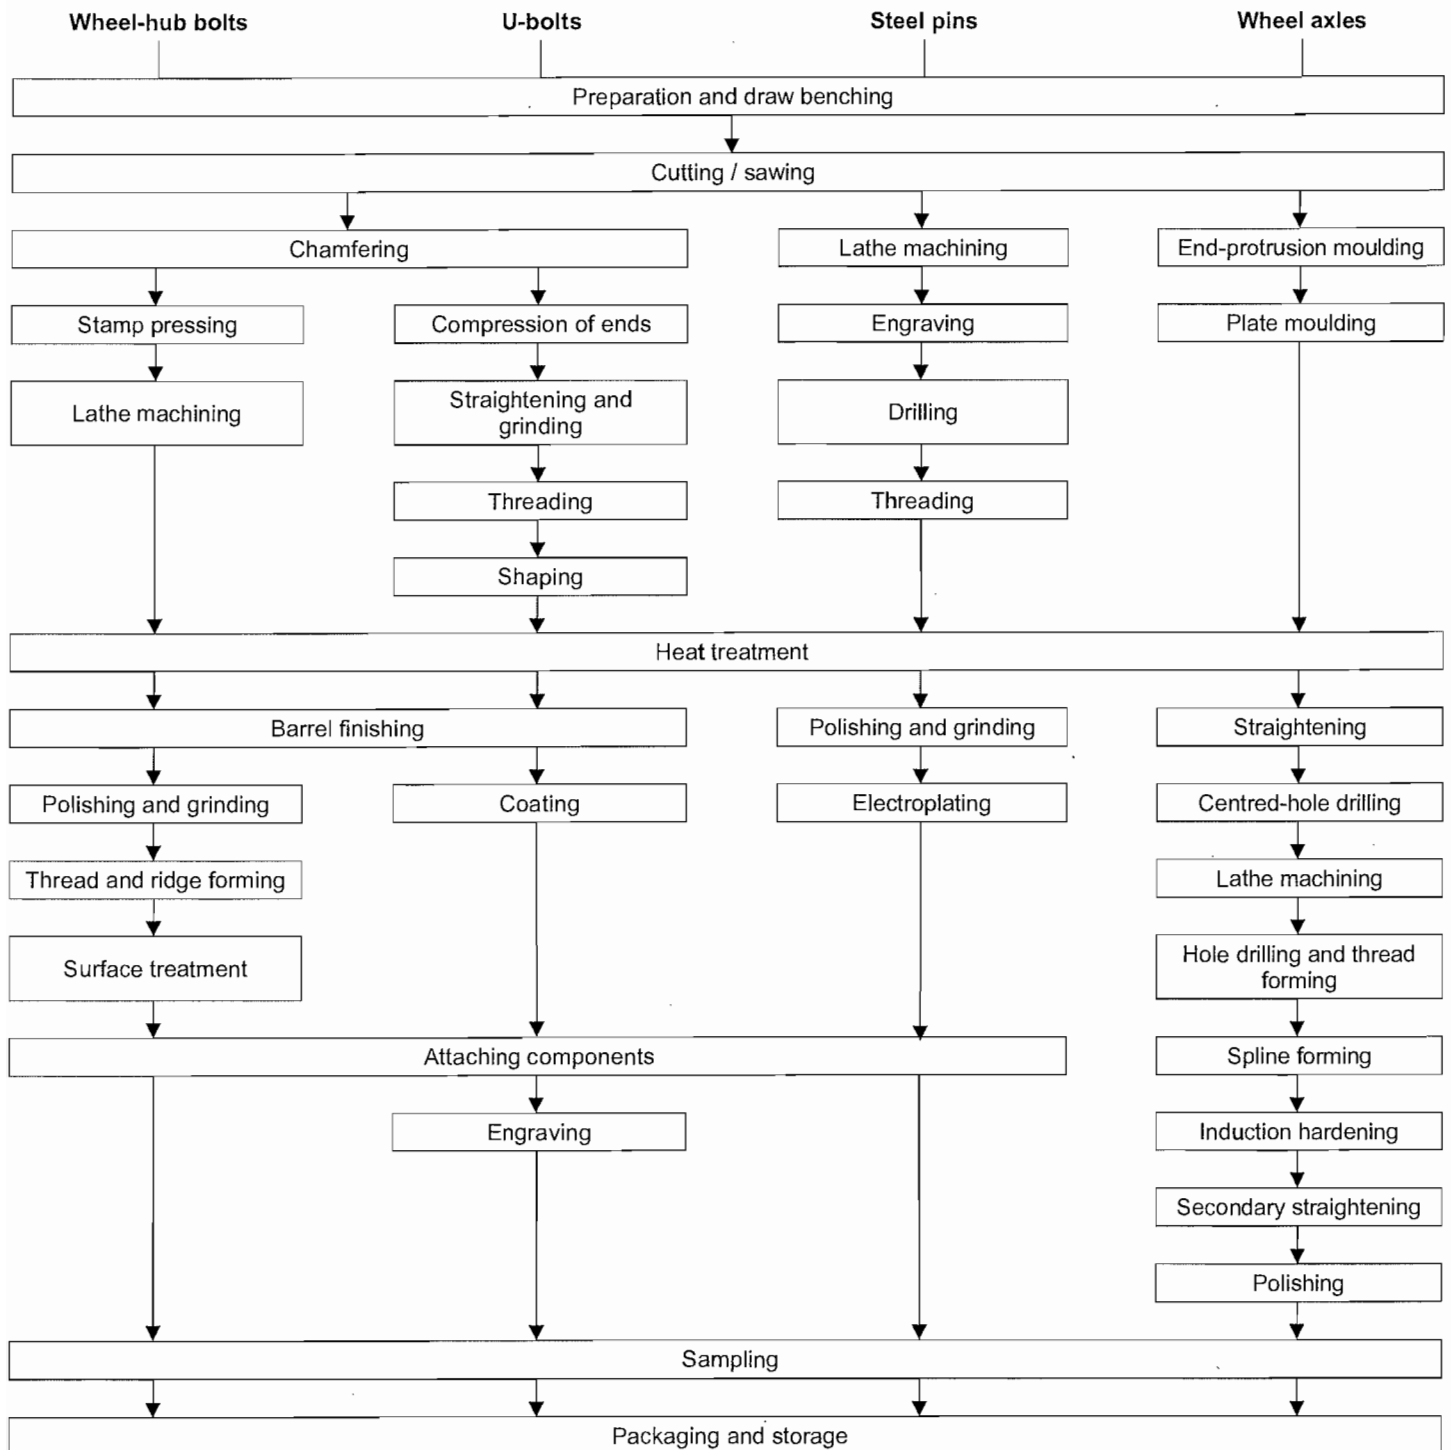 Wheel-hub bolts
U-bolts
Steel pins
Wheel axles
Preparation and draw benching
Cutting / sawing
Chamfering
Lathe machining
End-protrusion moulding
Stamp pressing
Compression of ends
Engraving
Plate moulding
Lathe machining
Straightening and
grinding
Drilling
Threading
Threading
Shaping
Heat treatment
Barrel finishing
Polishing and grinding
Straightening
Polishing and grinding
Coating
Electroplating
Centred-hole drilling
Thread and ridge forming
Lathe machining
Surface treatment
Hole drilling and thread
forming
Attaching components
Spline forming
Engraving
Induction hardening
Secondary straightening
Polishing
Sampling
Packaging and storage